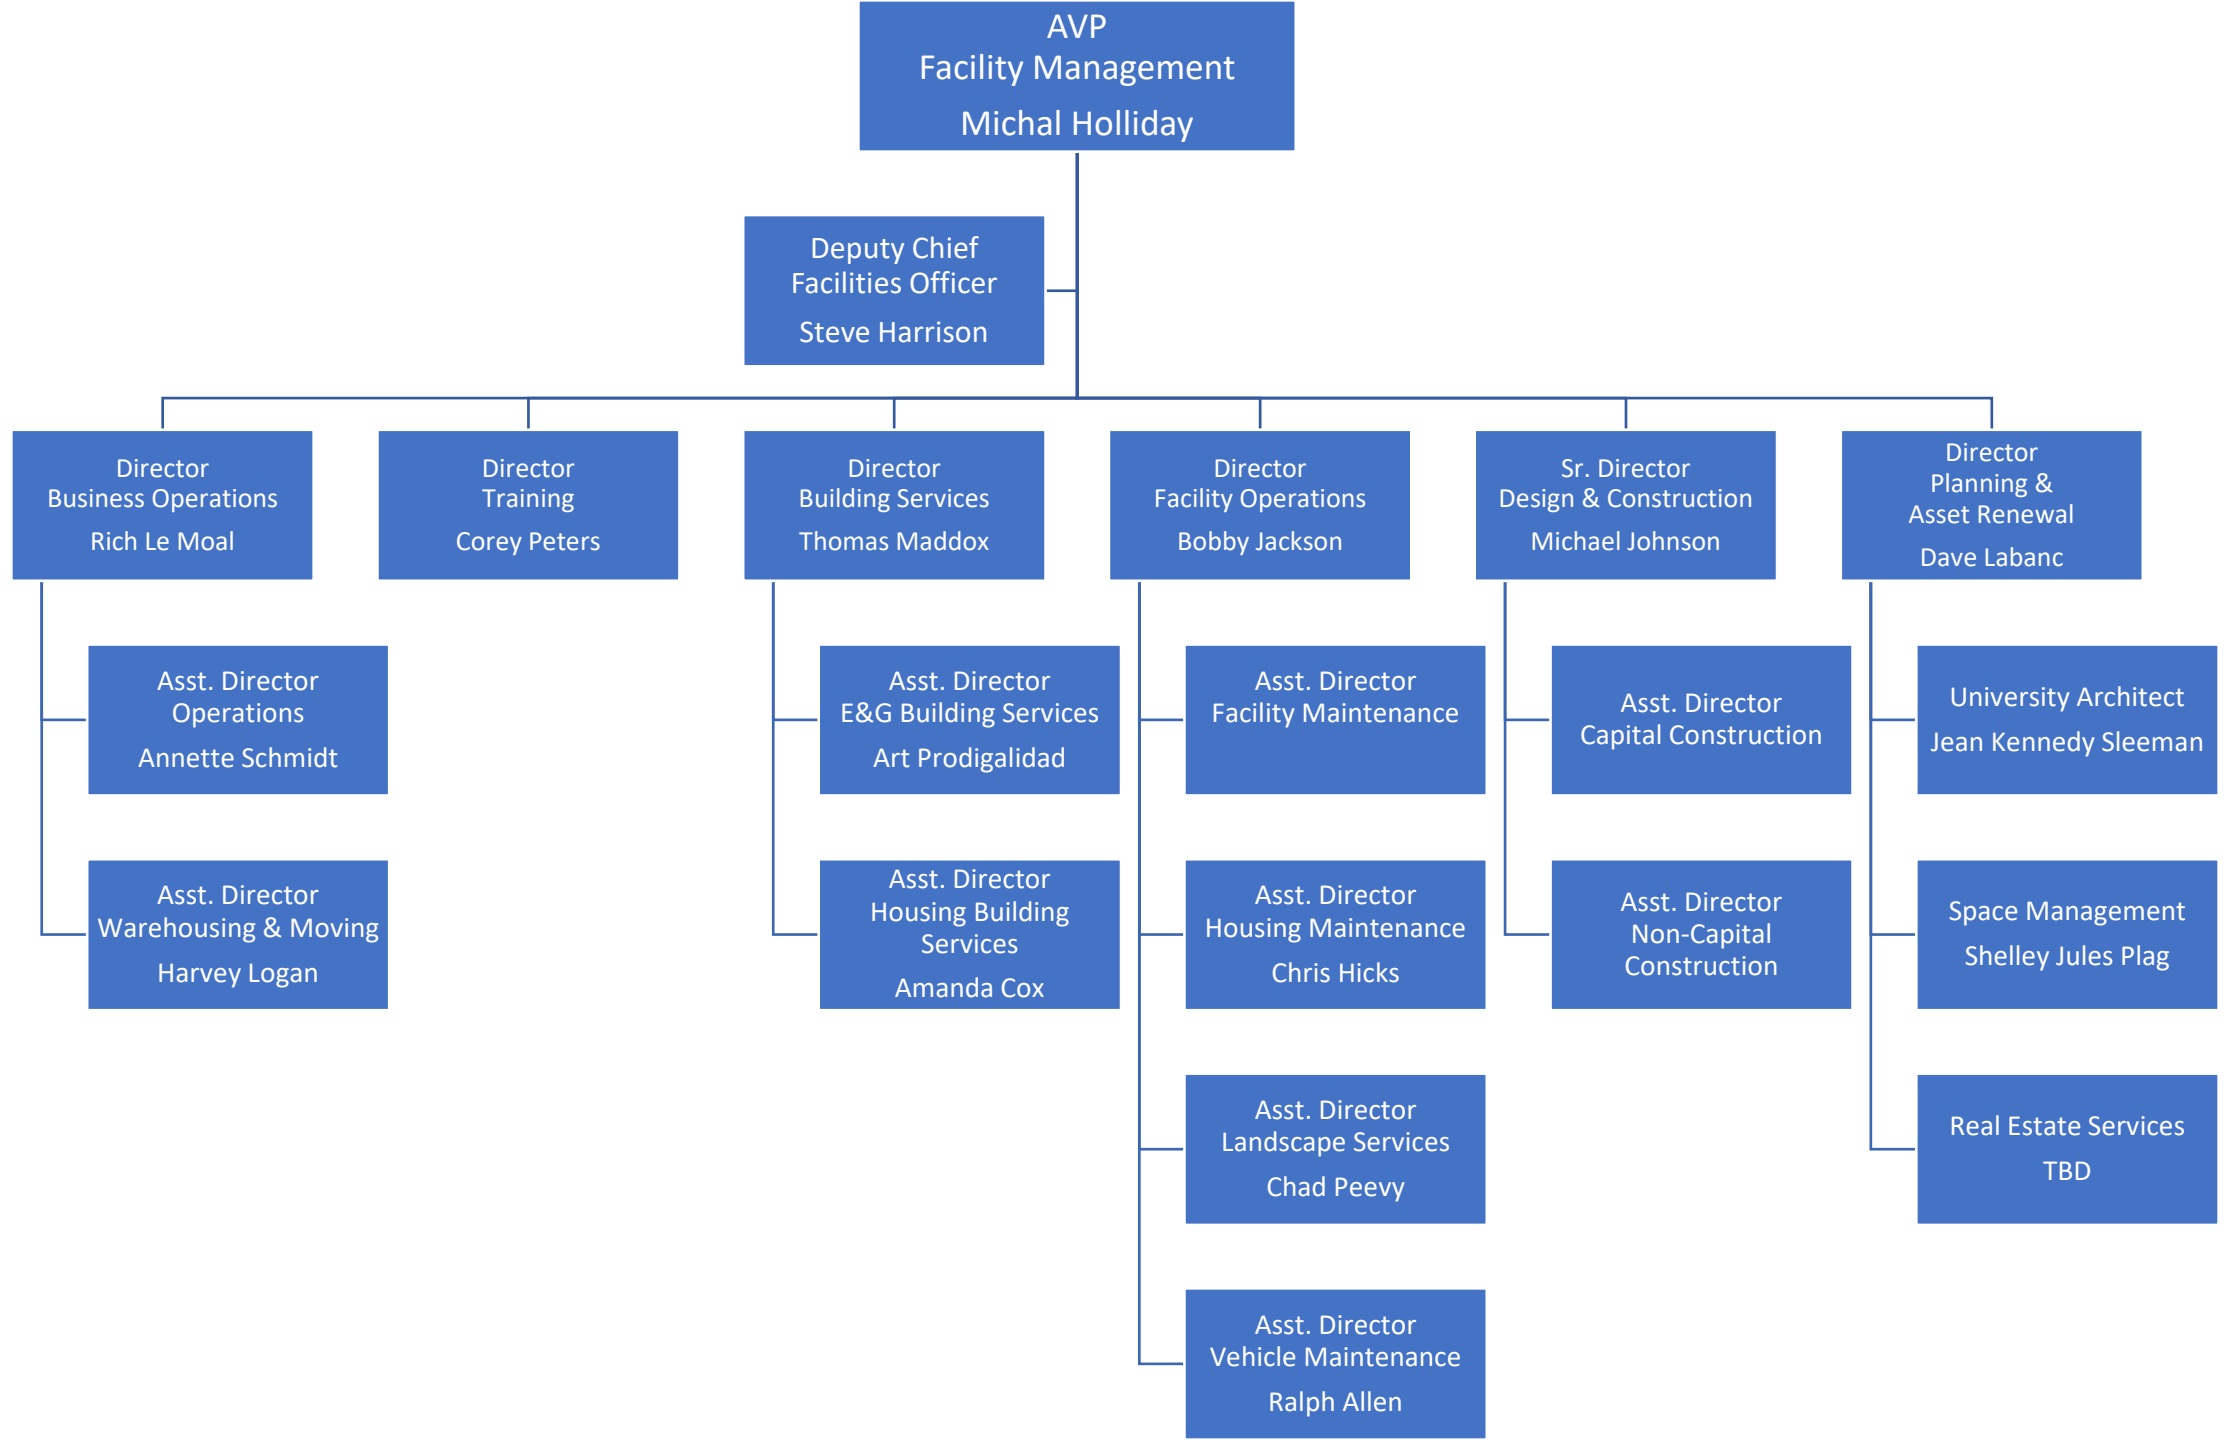 AVP
Facility Management
Michal Holliday
Deputy Chief
Facilities Officer
Steve Harrison
Director
Business Operations
Rich Le Moal
Director
Training
Corey Peters
Director
Building Services
Thomas Maddox
Director
Facility Operations
Bobby Jackson
Sr. Director
Design & Construction
Michael Johnson
Director
Planning &
Asset Renewal
Dave Labanc
Asst. Director
Operations
Annette Schmidt
Asst. Director
E&G Building Services
Art Prodigalidad
Asst. Director
Facility Maintenance
Asst. Director
Capital Construction
University Architect
Jean Kennedy Sleeman
Asst. Director
Warehousing & Moving
Harvey Logan
Asst. Director
Housing Building
Services
Amanda Cox
Asst. Director
Housing Maintenance
Chris Hicks
Asst. Director
Non-Capital
Construction
Space Management
Shelley Jules Plag
Asst. Director
Landscape Services
Chad Peevy
Real Estate Services
TBD
Asst. Director
Vehicle Maintenance
Ralph Allen